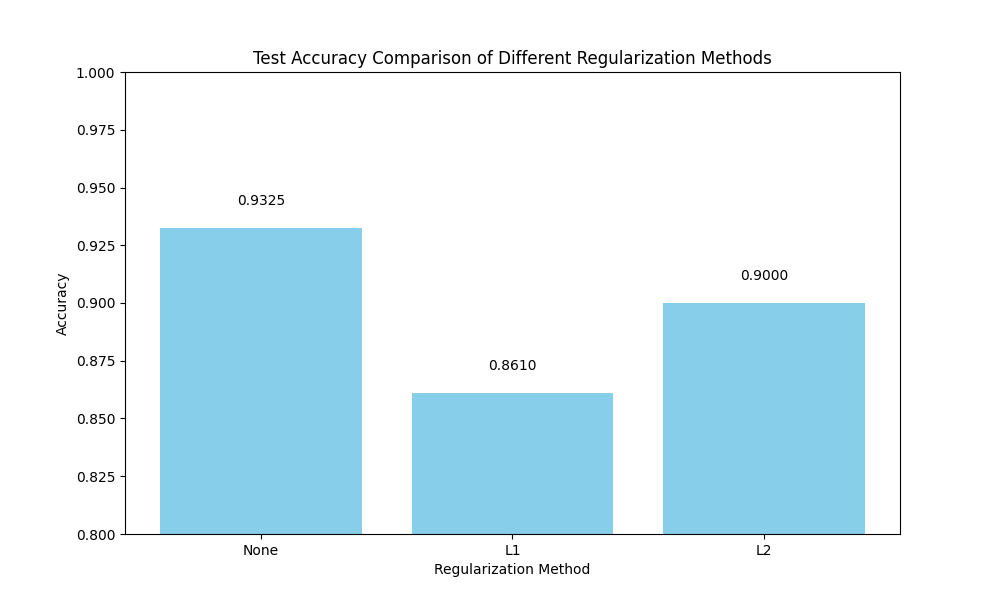 Test Accuracy Comparison of Different Regularization Methods
1.000
0.975
0.950
0.925
0.900
0.875
0.850
0.825
0.800
Accuracy
0.9325
0.8610
0.9000
None
L1
L2
Regularization Method